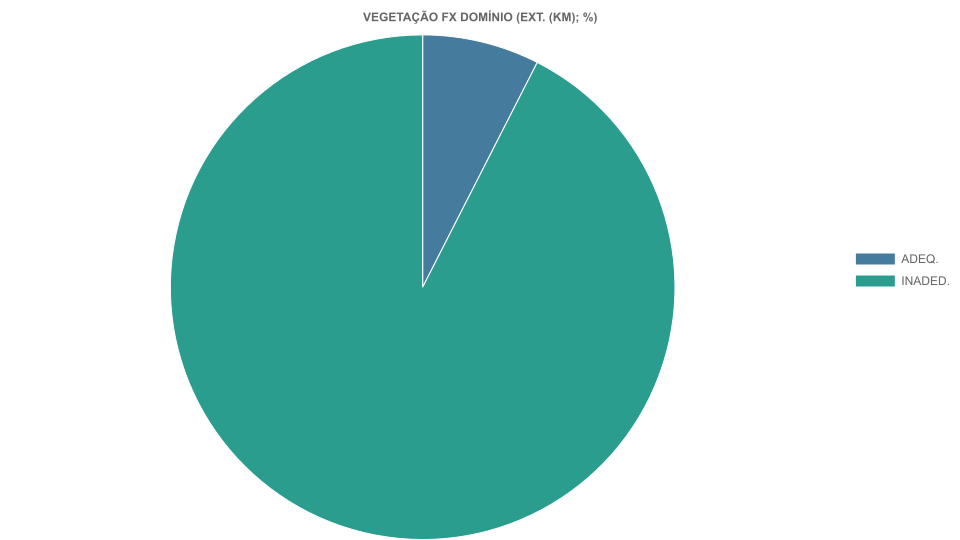 VEGETAÇÃO FX DOMÍNIO (EXT. (KM); %)
ADEQ.
INADED.